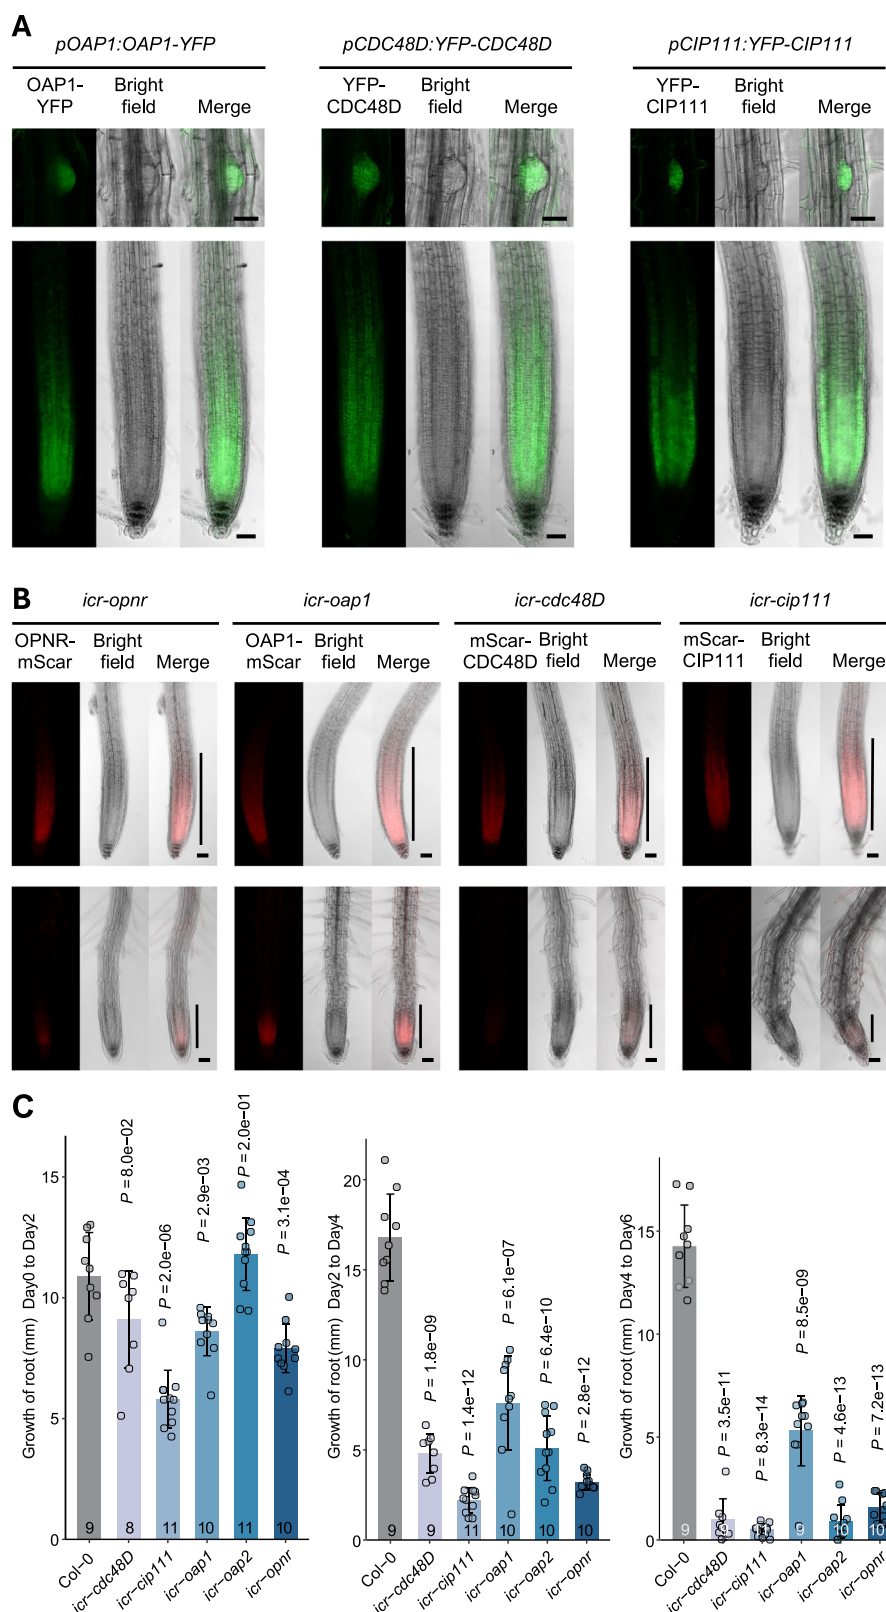 A
pOAP1:OAP1-YFP
pCDC48D:YFP-CDC48D
pCIP111:YFP-CIP111
OAP1-YFP Bright field Merge
YFP-CDC48D Bright field Merge
YFP-CIP111 Bright field Merge
B
icr-opnr
icr-oap1
icr-cdc48D
icr-cip111
OPNR-mScar Bright field Merge
OAP1-mScar Bright field Merge
mScar-CDC48D Bright field Merge
mScar-CIP111 Bright field Merge
C
Growth of root(mm) Day0 to Day2
15
10
5
0
P = 8.0e−02
P = 2.0e−06
P = 2.9e−03
P = 2.0e−01
P = 3.1e−04
9 8 11 10 11 10
Col−0
icr−cdc48D
icr−cip111
icr−oap1
icr−oap2
icr−opnr
Growth of root(mm) Day2 to Day4
20
15
10
5
0
P = 1.8e−09
P = 1.4e−12
P = 6.1e−07
P = 6.4e−10
P = 2.8e−12
9 9 11 10 10 10
Col−0
icr−cdc48D
icr−cip111
icr−oap1
icr−oap2
icr−opnr
Growth of root(mm) Day4 to Day6
15
10
5
0
P = 3.5e−11
P = 8.3e−14
P = 8.5e−09
P = 4.6e−13
P = 7.2e−13
9 9 9 10 10
Col−0
icr−cdc48D
icr−cip111
icr−oap1
icr−oap2
icr−opnr